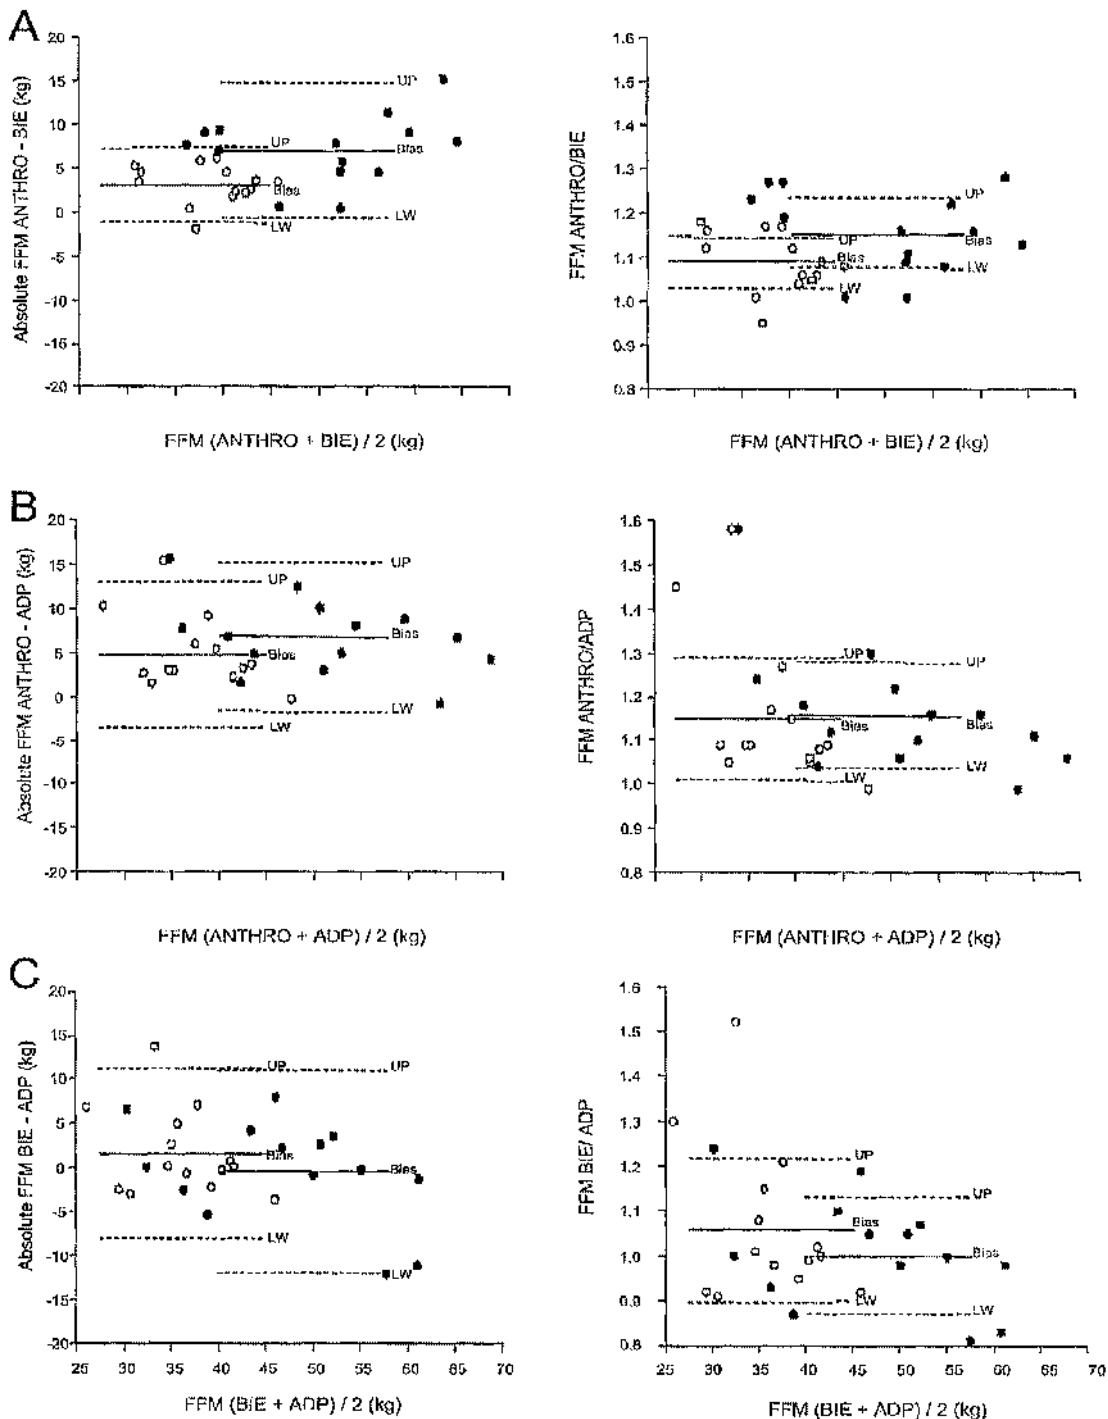 A
Absolute FFM ANTHRO - BIE (kg)
20
15
10
5
0
-5
-10
-15
-20
UP
UP
Bias
Bias
LW
FFM (ANTHRO + BIE) / 2 (kg)
FFM ANTHRO/BIE
1.6
1.5
1.4
1.3
1.2
1.1
1.0
0.9
0.8
UP
UP
Bias
Bias
LW
LW
FFM (ANTHRO + BIE) / 2 (kg)
B
Absolute FFM ANTHRO - ADP (kg)
20
15
10
5
0
-5
-10
-15
-20
UP
UP
Bias
Bias
LW
LW
FFM (ANTHRO + ADP) / 2 (kg)
FFM ANTHRO/ADP
1.6
1.5
1.4
1.3
1.2
1.1
1.0
0.9
0.8
UP
UP
Bias
Bias
LW
LW
FFM (ANTHRO + ADP) / 2 (kg)
C
Absolute FFM BIE - ADP (kg)
20
15
10
5
0
-5
-10
-15
-20
UP
UP
Bias
Bias
LW
LW
25 30 35 40 45 50 55 60 65 70
FFM (BIE + ADP) / 2 (kg)
FFM BIE/ ADP
1.6
1.5
1.4
1.3
1.2
1.1
1.0
0.9
0.8
UP
UP
Bias
Bias
LW
LW
25 30 35 40 45 50 55 60 65 70
FFM (BIE + ADP) / 2 (kg)